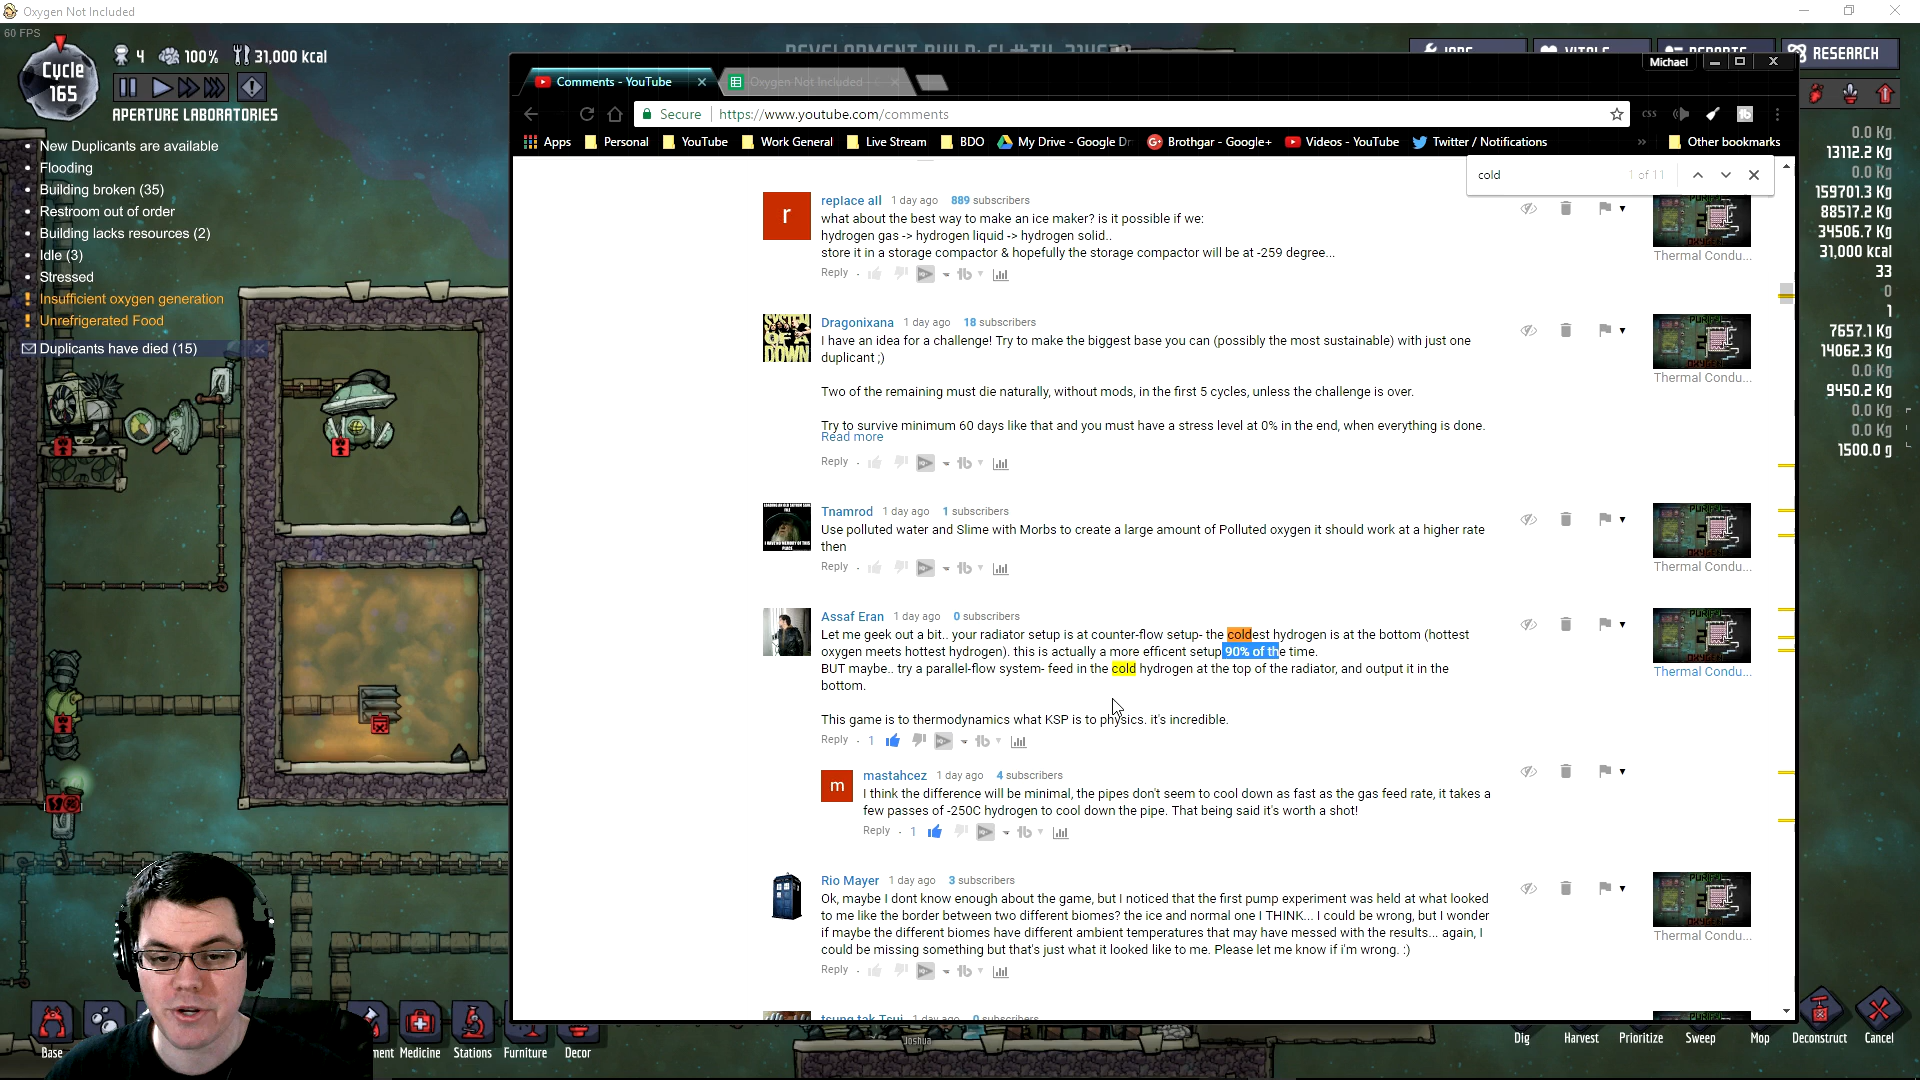 Oxygen Not Included
60 FPS
Cycle
165
4 100% 31,000 kcal
APERTURE LABORATORIES
New Duplicants are available
Flooding
Building broken (35)
Restroom out of order
Building lacks resources (2)
Idle (3)
Stressed
! Insufficient oxygen generation
! Unrefrigerated Food
Duplicants have died (15)
RESEARCH
Michael
Comments - YouTube
Oxygen Not Included
Secure https://www.youtube.com/comments
Apps Personal YouTube Work General Live Stream BDO My Drive - Google Dr Brothgar - Google+ Videos - YouTube Twitter / Notifications » Other bookmarks
cold 1 of 11
replace all 1 day ago 889 subscribers
what about the best way to make an ice maker? is it possible if we:
hydrogen gas -> hydrogen liquid -> hydrogen solid..
store it in a storage compactor & hopefully the storage compactor will be at -259 degree...
Reply
Thermal Condu...
Dragonixana 1 day ago 18 subscribers
I have an idea for a challenge! Try to make the biggest base you can (possibly the most sustainable) with just one
duplicant ;)
Two of the remaining must die naturally, without mods, in the first 5 cycles, unless the challenge is over.
Try to survive minimum 60 days like that and you must have a stress level at 0% in the end, when everything is done.
Read more
Reply
Thermal Condu...
Tnamrod 1 day ago 1 subscribers
Use polluted water and Slime with Morbs to create a large amount of Polluted oxygen it should work at a higher rate
then
Reply
Thermal Condu...
Assaf Eran 1 day ago 0 subscribers
Let me geek out a bit.. your radiator setup is at counter-flow setup- the coldest hydrogen is at the bottom (hottest
oxygen meets hottest hydrogen). this is actually a more efficent setup 90% of the time.
BUT maybe.. try a parallel-flow system- feed in the cold hydrogen at the top of the radiator, and output it in the
bottom.
This game is to thermodynamics what KSP is to physics. it's incredible.
Reply 1
Thermal Condu...
m
mastahcez 1 day ago 4 subscribers
I think the difference will be minimal, the pipes don't seem to cool down as fast as the gas feed rate, it takes a
few passes of -250C hydrogen to cool down the pipe. That being said it's worth a shot!
Reply 1
Rio Mayer 1 day ago 3 subscribers
Ok, maybe I dont know enough about the game, but I noticed that the first pump experiment was held at what looked
to me like the border between two different biomes? the ice and normal one I THINK... I could be wrong, but I wonder
if maybe the different biomes have different ambient temperatures that may have messed with the results... again, I
could be missing something but that's just what it looked like to me. Please let me know if i'm wrong. :)
Reply
Thermal Condu...
tsung tak Tsui 1 day ago 0 subscribers
0.0 Kg
13112.2 Kg
0.0 Kg
159701.3 Kg
88517.2 Kg
34506.7 Kg
31,000 kcal
33
0
1
7657.1 Kg
14062.3 Kg
0.0 Kg
9450.2 Kg
0.0 Kg
0.0 Kg
1500.0 g
Joshua
Base Medicine Stations Furniture Decor
Dig Harvest Prioritize Sweep Mop Deconstruct Cancel